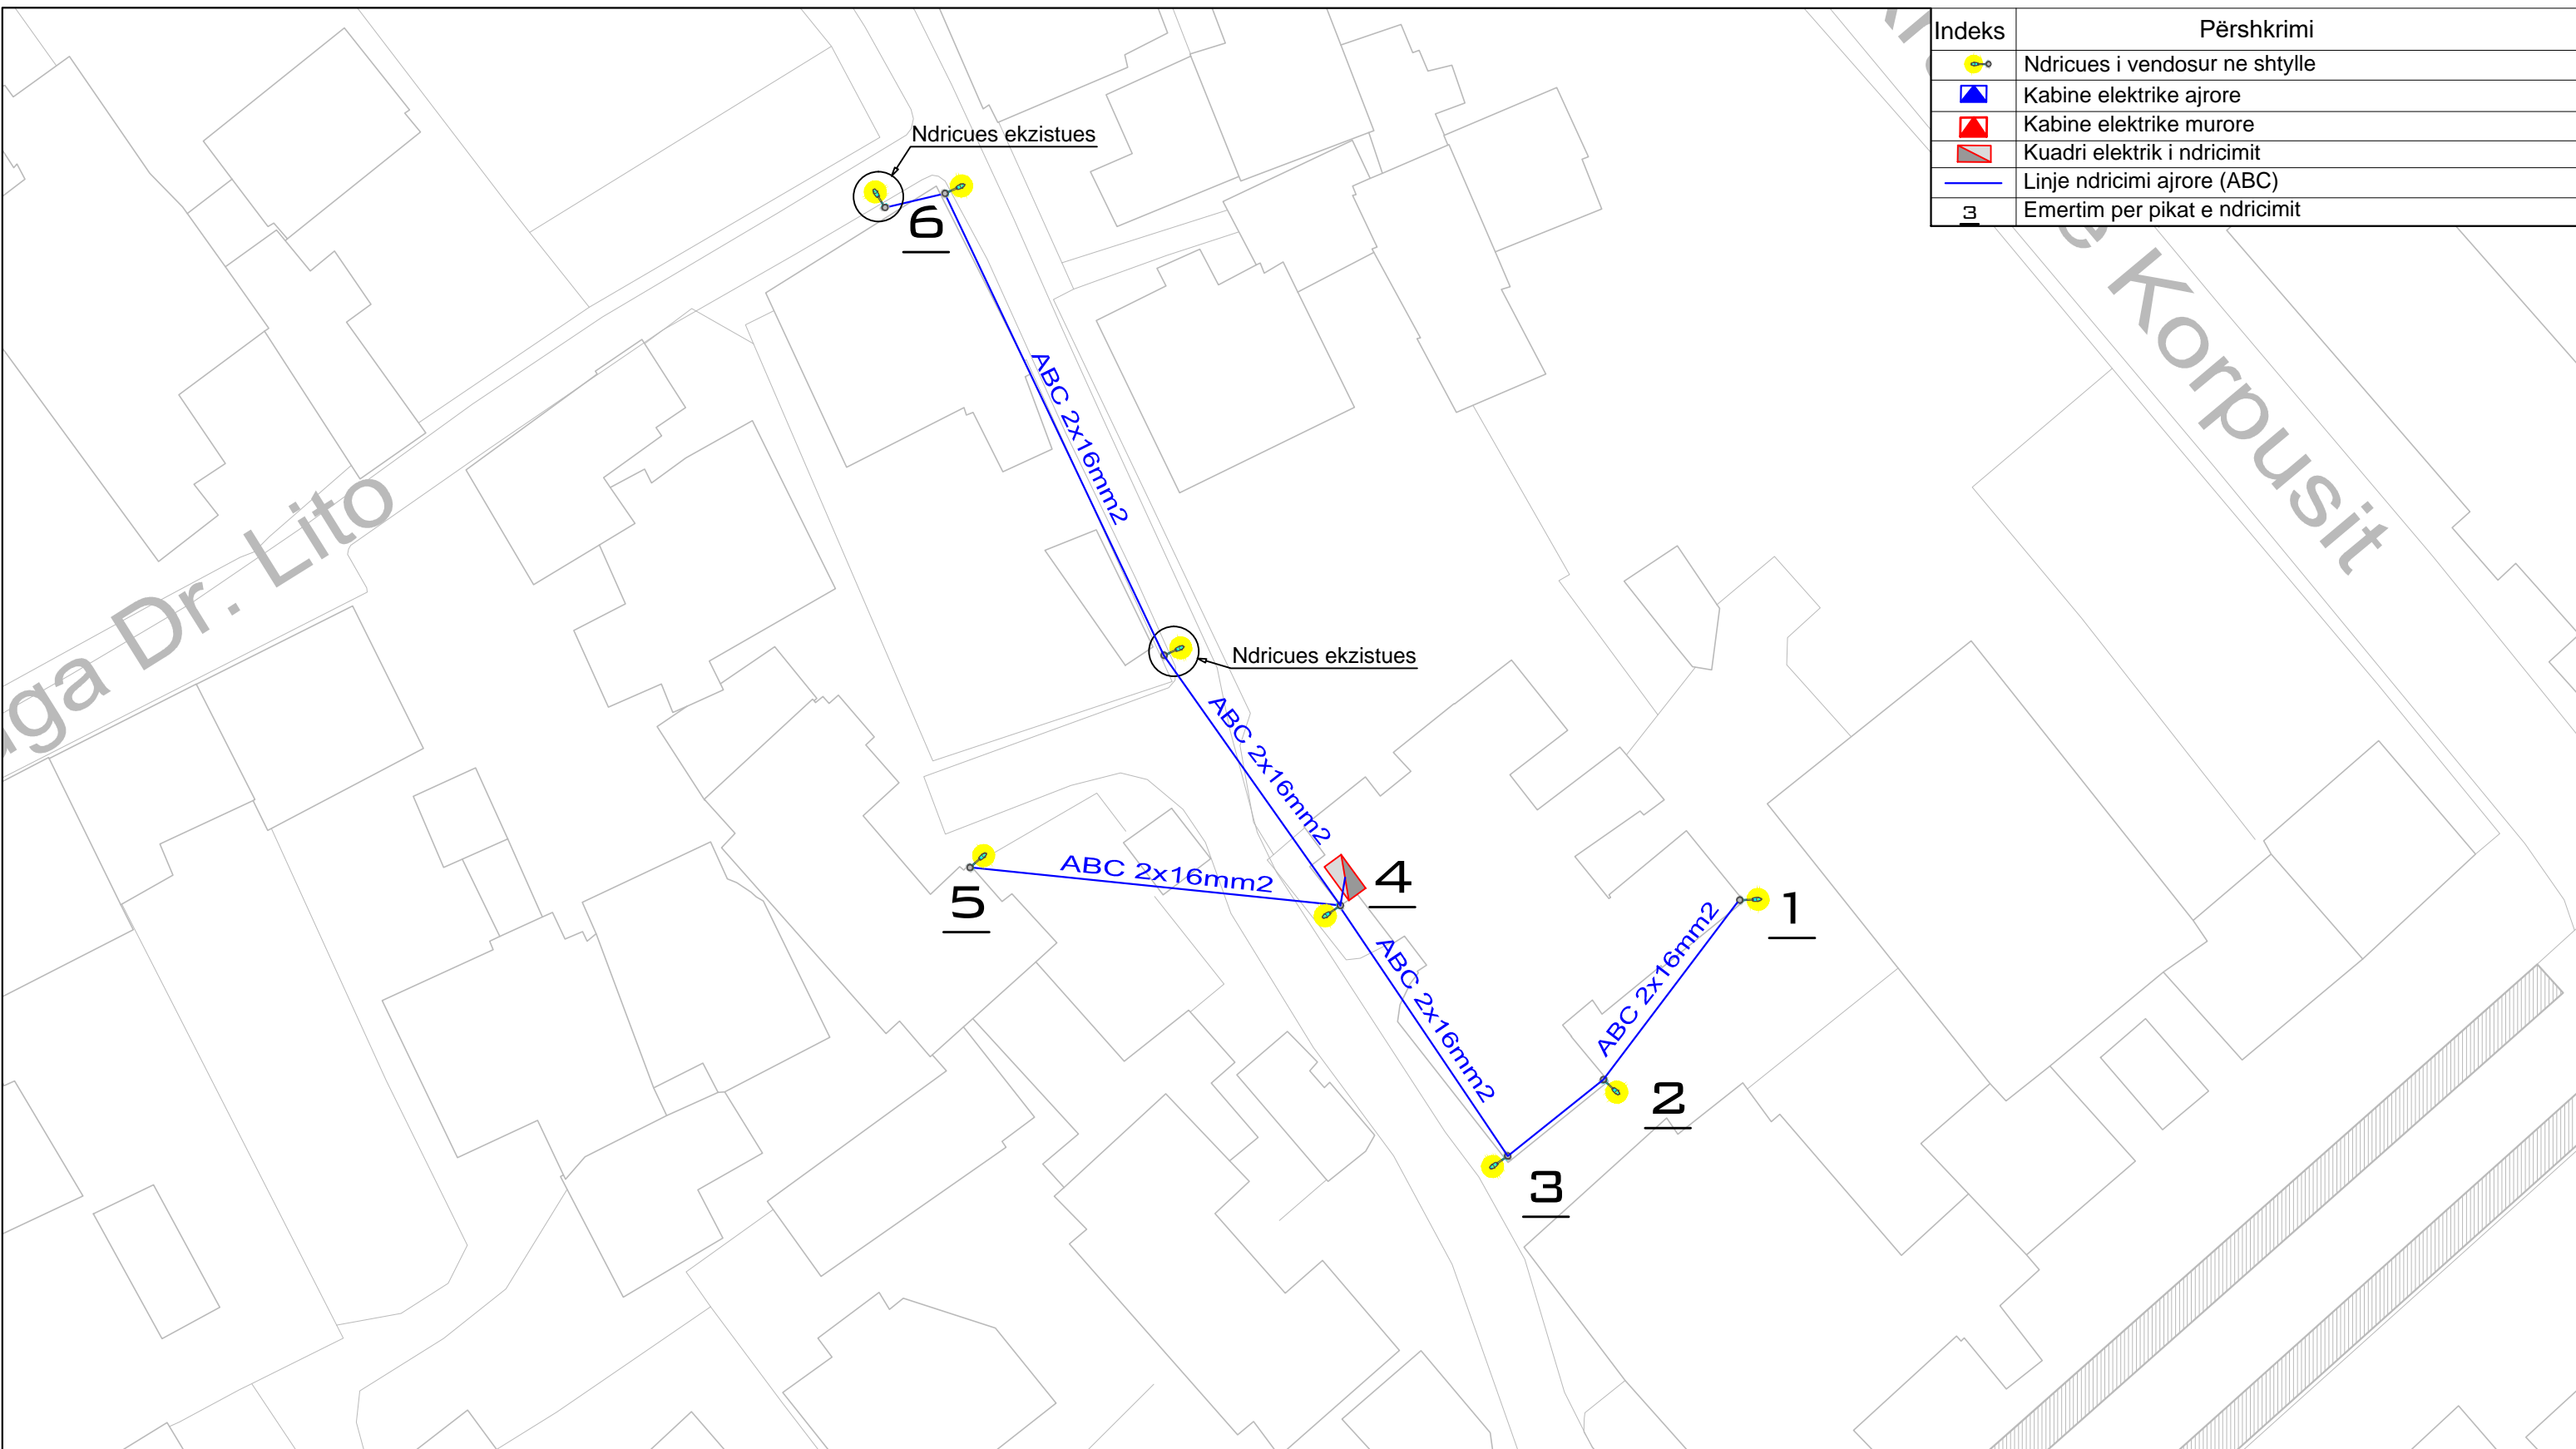 Indeks Përshkrimi
Ndricues i vendosur ne shtylle
Kabine elektrike ajrore
Kabine elektrike murore
Kuadri elektrik i ndricimit
Linje ndricimi ajrore (ABC)
3 Emertim per pikat e ndricimit
Ndricues ekzistues
6
ABC 2x16mm2
Korpusit
Dr. Lito
Ndricues ekzistues
ABC 2x16mm2
ABC 2x16mm2
4
5
1
ABC 2x16mm2
ABC 2x16mm2
2
3